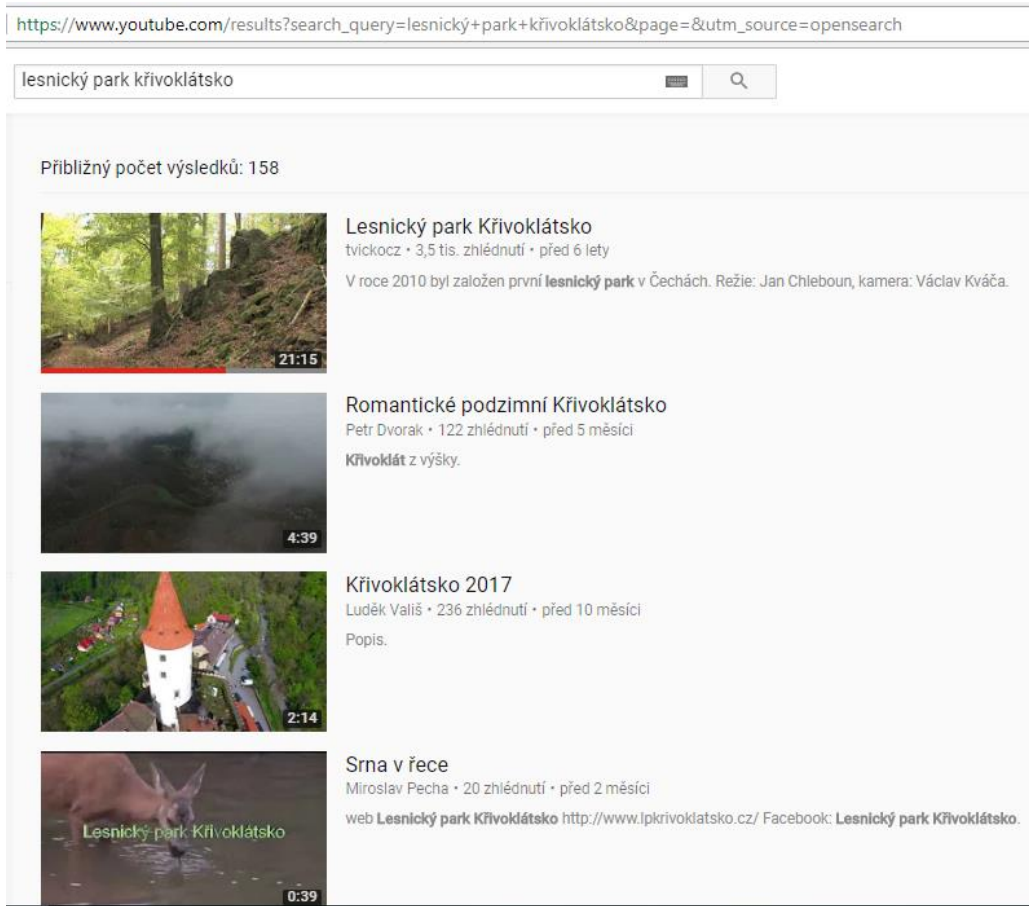 https://www.youtube.com/results?search_query=lesnický+park+křivoklátsko&page=&utm_source=opensearch
lesnický park křivoklátsko
Přibližný počet výsledků: 158
Lesnický park Křivoklátsko
tvickocz • 3,5 tis. zhlédnutí • před 6 lety
V roce 2010 byl založen první lesnický park v Čechách. Režie: Jan Chleboun, kamera: Václav Kváča.
21:15
Romantické podzimní Křivoklátsko
Petr Dvorak • 122 zhlédnutí • před 5 měsíci
Křivoklát z výšky.
4:39
Křivoklátsko 2017
Luděk Vališ • 236 zhlédnutí • před 10 měsíci
Popis.
2:14
Srna v řece
Miroslav Pecha • 20 zhlédnutí • před 2 měsíci
web Lesnický park Křivoklátsko http://www.lpkrivoklatsko.cz/ Facebook: Lesnický park Křivoklátsko.
Lesnický park Křivoklátsko
0:39